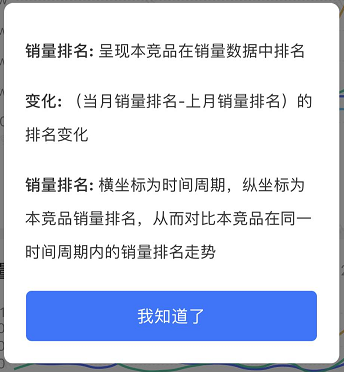 销量排名: 呈现本竞品在销量数据中排名
变化: （当月销量排名-上月销量排名）的
排名变化
销量排名: 横坐标为时间周期，纵坐标为
本竞品销量排名，从而对比本竞品在同一
时间周期内的销量排名走势
我知道了